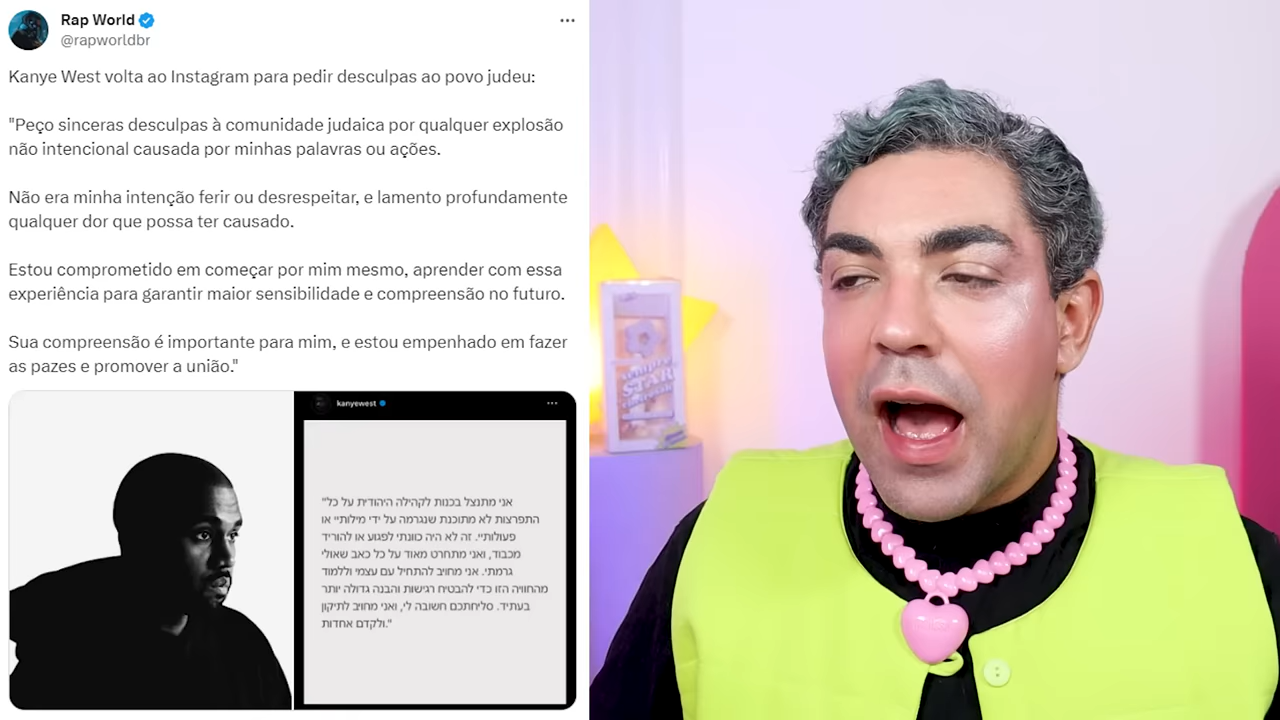 Rap World
@rapworldbr
Kanye West volta ao Instagram para pedir desculpas ao povo judeu:
"Peço sinceras desculpas à comunidade judaica por qualquer explosão
não intencional causada por minhas palavras ou ações.
Não era minha intenção ferir ou desrespeitar, e lamento profundamente
qualquer dor que possa ter causado.
Estou comprometido em começar por mim mesmo, aprender com essa
experiência para garantir maior sensibilidade e compreensão no futuro.
Sua compreensão é importante para mim, e estou empenhado em fazer
as pazes e promover a união."
kanyewest
"אני מתנצל בכנות לקהילה היהודית על כל
התפרצות לא מתוכננת שנגרמה על ידי מילותיי או
פעולותיי. זה לא היה כוונתי לפגוע או להוריד
מכבוד, ואני מתחרט מאוד על כל כאב שאולי
גרמתי. אני מחויב להתחיל עם עצמי וללמוד
מהחוויה הזו כדי להבטיח רגישות והבנה גדולה יותר
בעתיד. סליחתכם חשובה לי, ואני מחויב לתיקון
ולקדם אחדות."
sempre
STAR